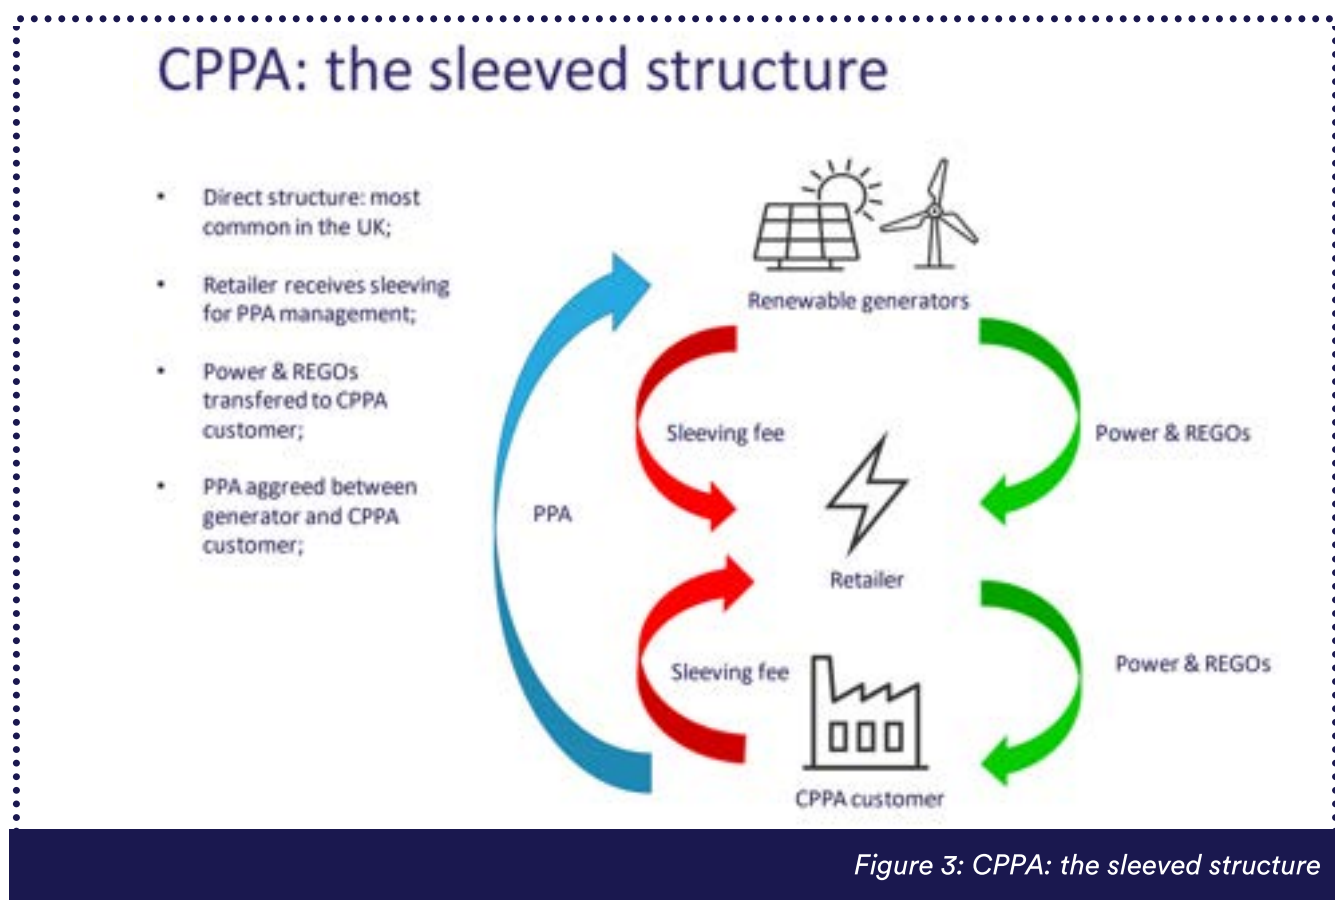 CPPA: the sleeved structure
• Direct structure: most
common in the UK;
• Retailer receives sleeving
for PPA management;
• Power & REGOs
transfered to CPPA
customer;
• PPA aggreed between
generator and CPPA
customer;
Renewable generators
Sleeving fee
Power & REGOs
PPA
Retailer
Sleeving fee
Power & REGOs
CPPA customer
Figure 3: CPPA: the sleeved structure